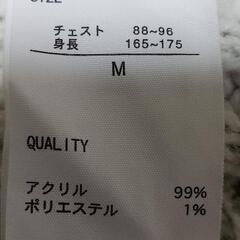 SIZE
チェスト 88~96
身長 165~175
M
QUALITY
アクリル 99%
ポリエステル 1%